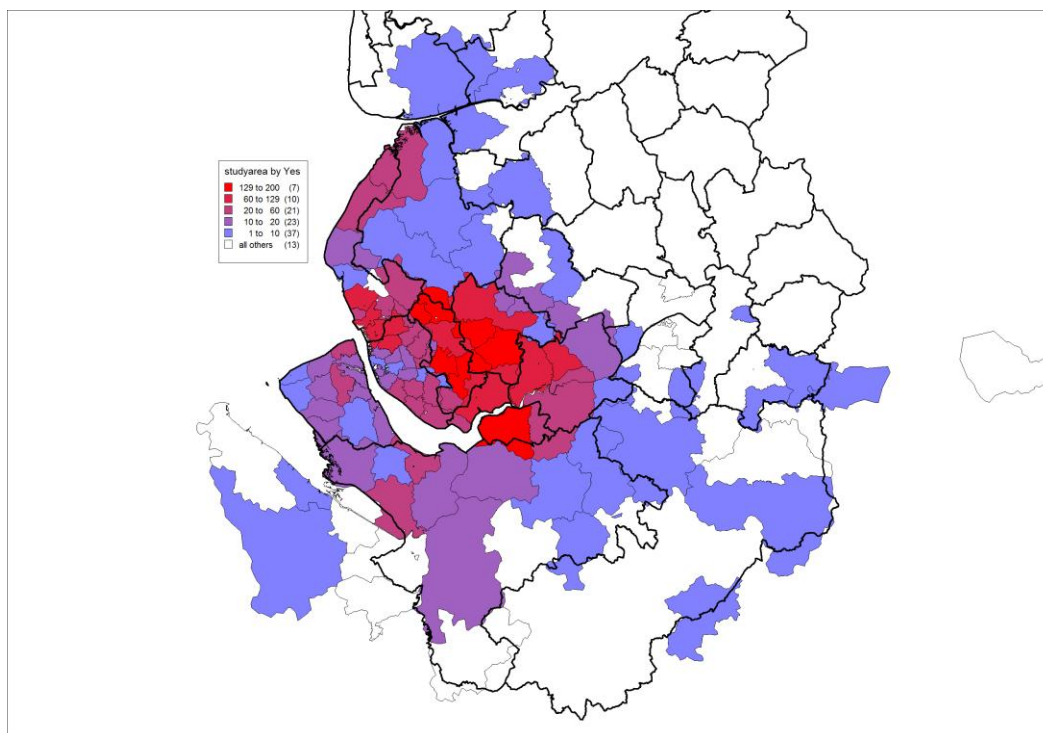 studyarea by Yes
129 to 200 (7)
60 to 129 (10)
20 to 60 (21)
10 to 20 (23)
1 to 10 (37)
all others (13)